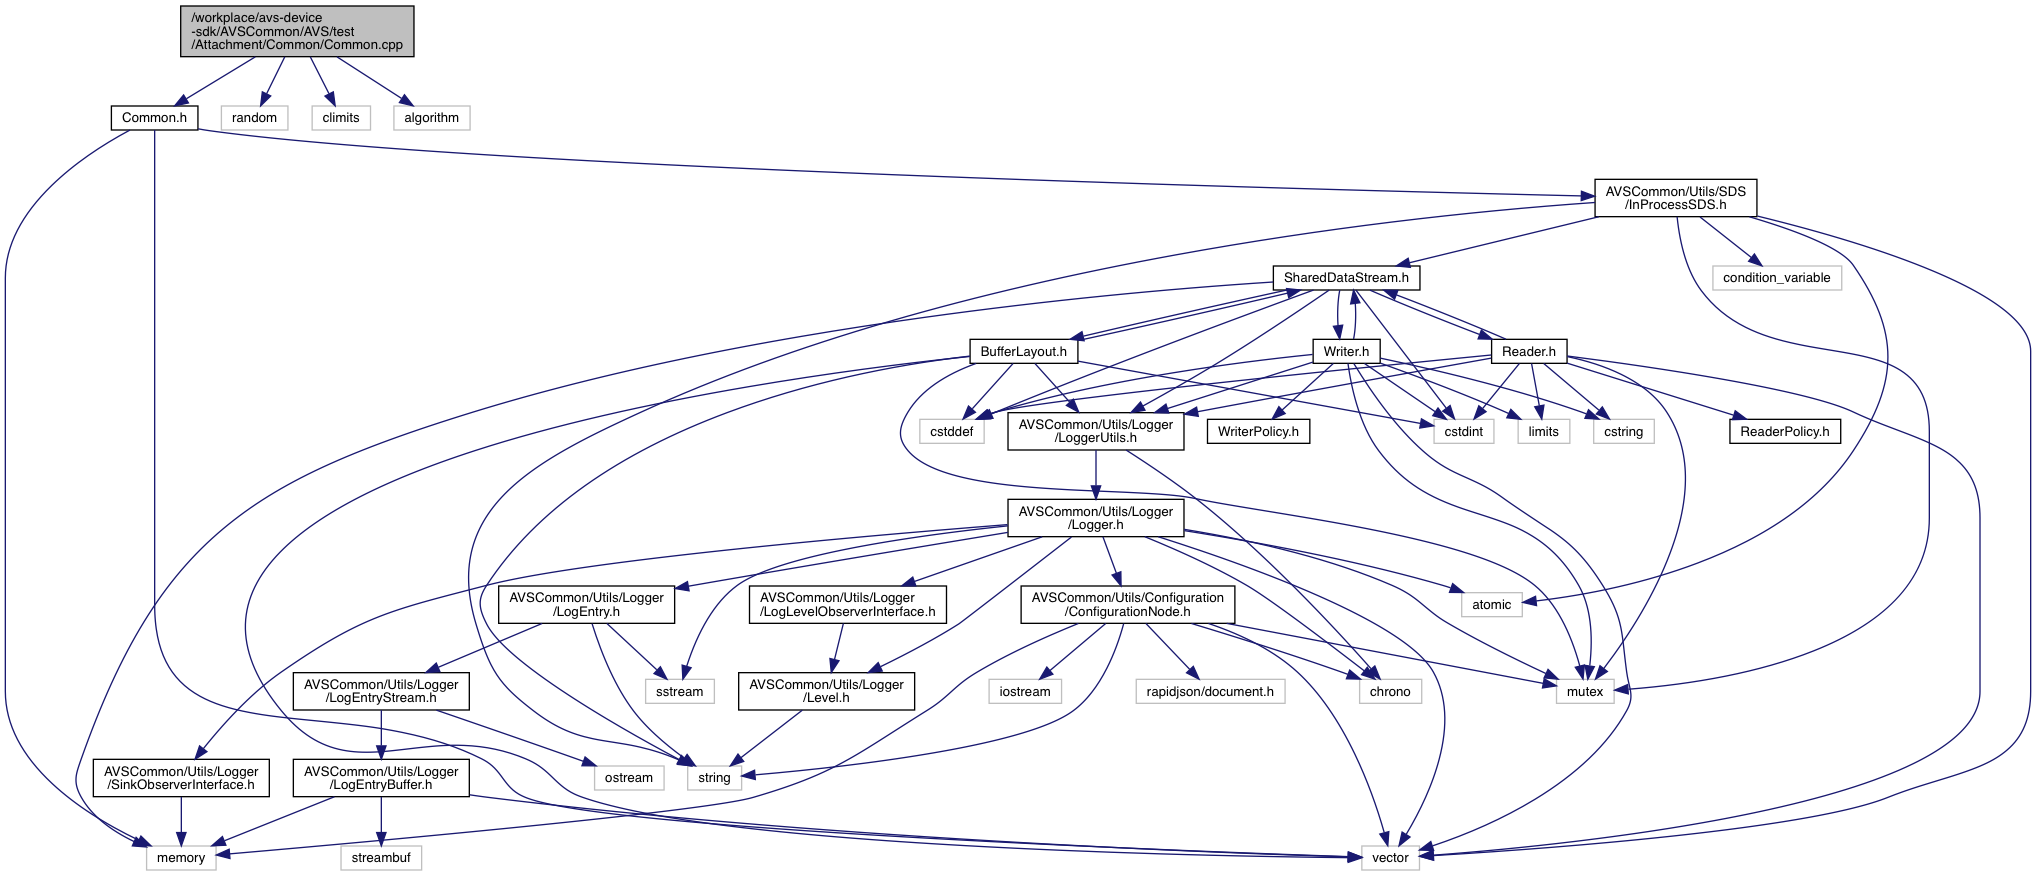 /workplace/avs-device
-sdk/AVSCommon/AVS/test
/Attachment/Common/Common.cpp
Common.h
random
climits
algorithm
AVSCommon/Utils/SDS
/InProcessSDS.h
SharedDataStream.h
condition_variable
BufferLayout.h
Writer.h
Reader.h
cstddef
AVSCommon/Utils/Logger
/LoggerUtils.h
WriterPolicy.h
cstdint
limits
cstring
ReaderPolicy.h
AVSCommon/Utils/Logger
/Logger.h
AVSCommon/Utils/Logger
/LogEntry.h
AVSCommon/Utils/Logger
/LogLevelObserverInterface.h
AVSCommon/Utils/Configuration
/ConfigurationNode.h
atomic
AVSCommon/Utils/Logger
/LogEntryStream.h
sstream
AVSCommon/Utils/Logger
/Level.h
iostream
rapidjson/document.h
chrono
mutex
AVSCommon/Utils/Logger
/SinkObserverInterface.h
AVSCommon/Utils/Logger
/LogEntryBuffer.h
ostream
string
memory
streambuf
vector